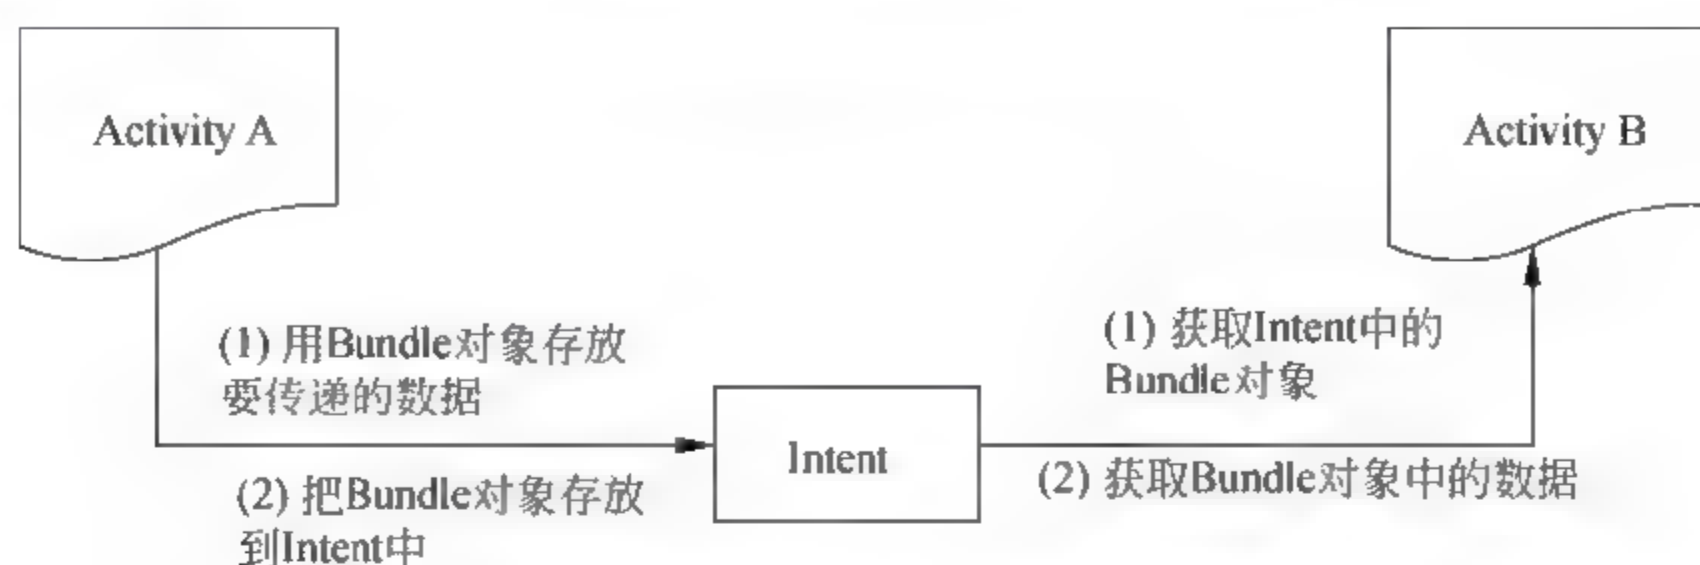 Activity A
Activity B
(1) 用Bundle对象存放
要传递的数据
(2) 把Bundle对象存放
到Intent中
Intent
(1) 获取Intent中的
Bundle对象
(2) 获取Bundle对象中的数据